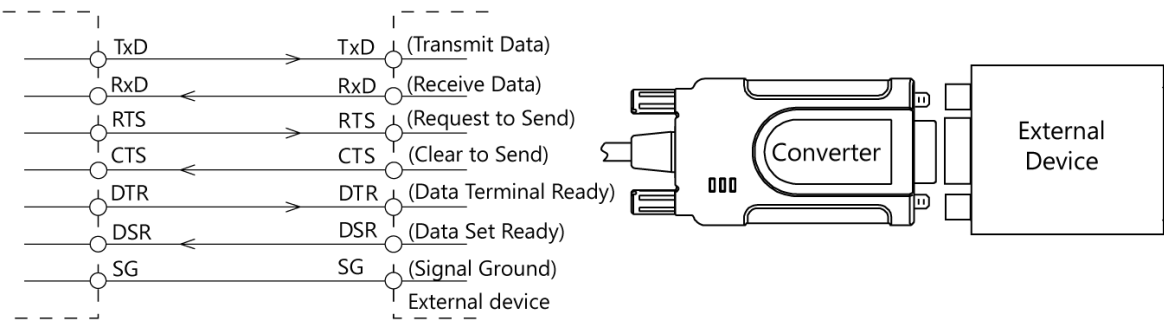 TxD TxD (Transmit Data)
RxD RxD (Receive Data)
RTS RTS (Request to Send)
CTS CTS (Clear to Send)
DTR DTR (Data Terminal Ready)
DSR DSR (Data Set Ready)
SG SG (Signal Ground)
External device
Converter
External
Device